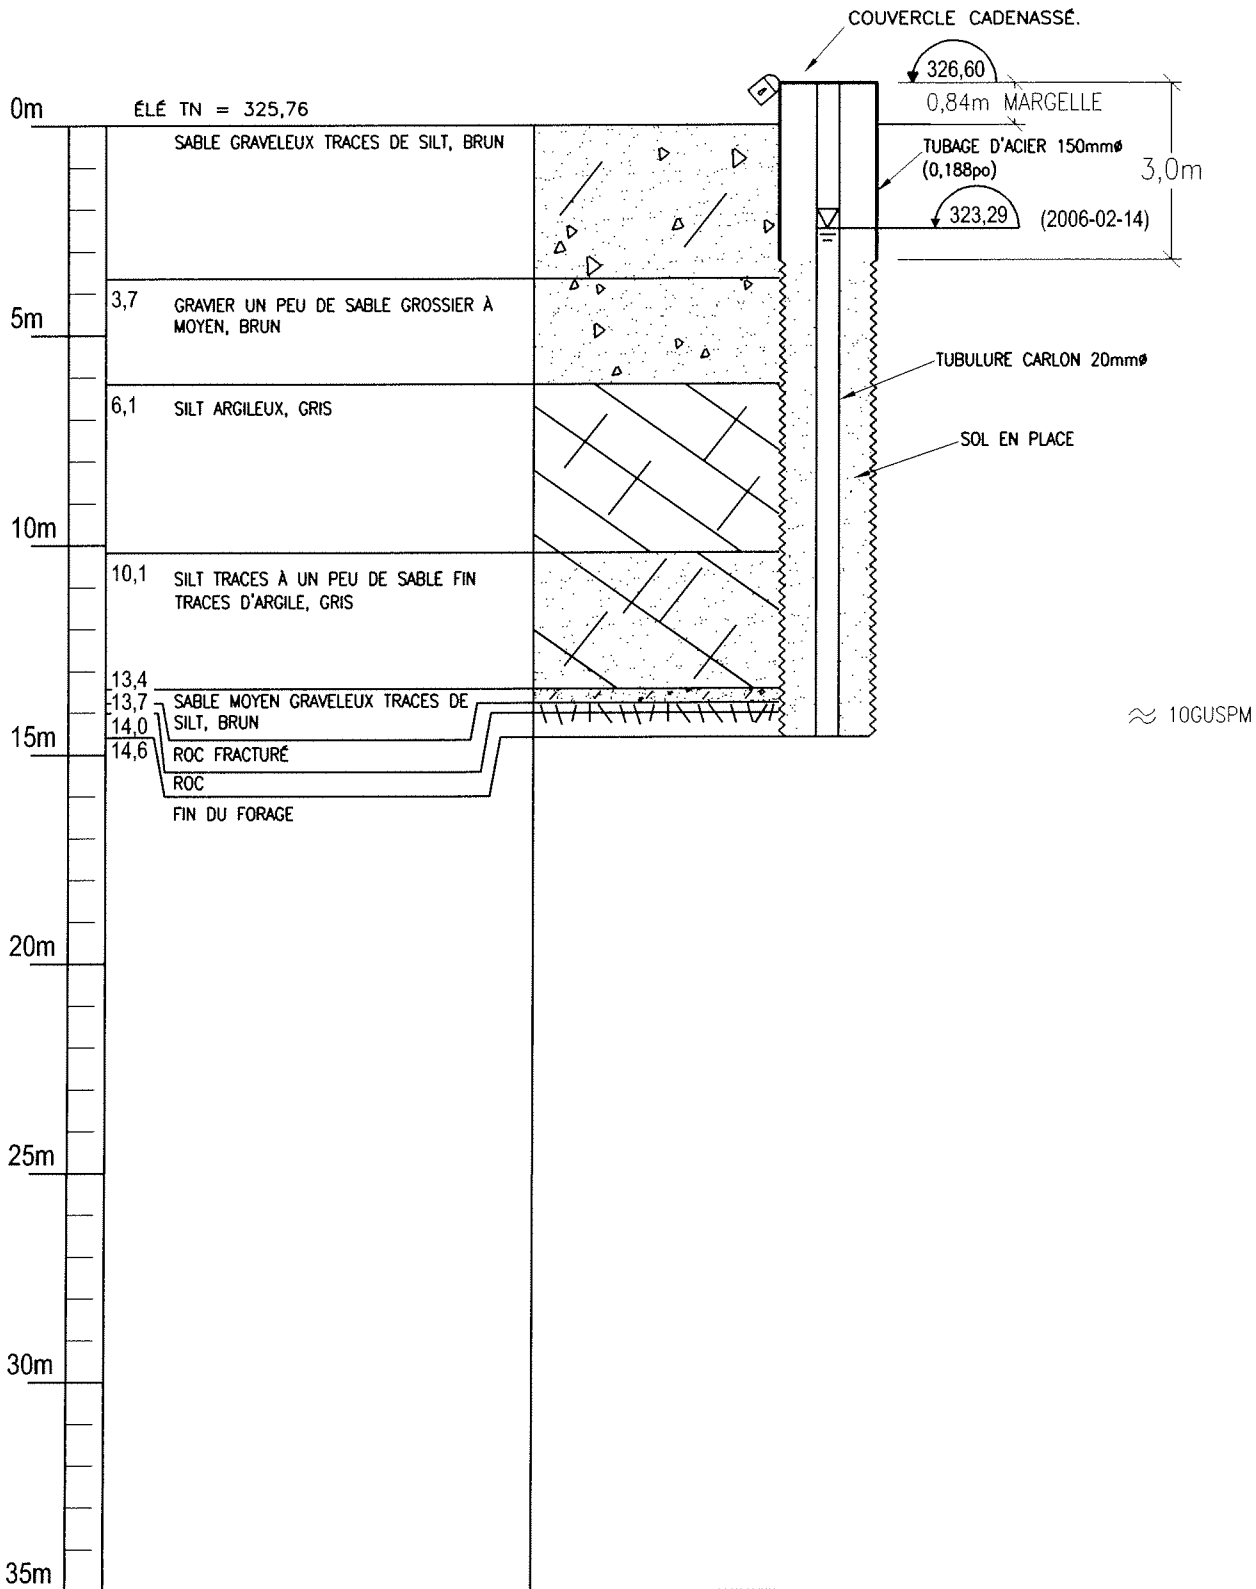 COUVERCLE CADENASSÉ.
326,60
0m
ÉLÉ TN = 325,76
0,84m MARGELLE
SABLE GRAVELEUX TRACES DE SILT, BRUN
TUBAGE D'ACIER 150mmø
(0,188po)
3,0m
323,29 (2006-02-14)
3,7 GRAVIER UN PEU DE SABLE GROSSIER À
MOYEN, BRUN
5m
TUBULURE CARLON 20mmø
6,1 SILT ARGILEUX, GRIS
SOL EN PLACE
10m
10,1 SILT TRACES À UN PEU DE SABLE FIN
TRACES D'ARGILE, GRIS
13,4
13,7 SABLE MOYEN GRAVELEUX TRACES DE
SILT, BRUN
14,0
≈ 10GUSPM
15m
14,6 ROC FRACTURÉ
ROC
FIN DU FORAGE
20m
25m
30m
35m